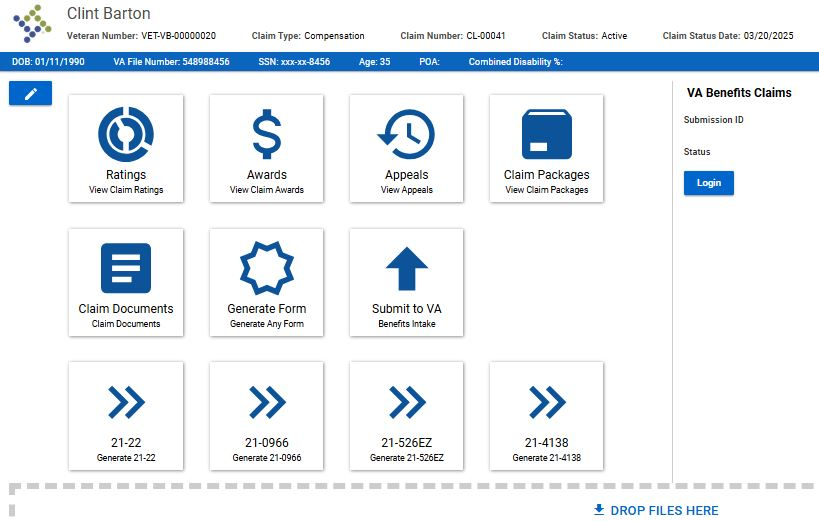 Clint Barton
Veteran Number: VET-VB-00000020 Claim Type: Compensation Claim Number: CL-00041 Claim Status: Active Claim Status Date: 03/20/2025
DOB: 01/11/1990 VA File Number: 548988456 SSN: xxx-xx-8456 Age: 35 POA: Combined Disability %:
VA Benefits Claims
Submission ID
Status
Login
Ratings
View Claim Ratings
Awards
View Claim Awards
Appeals
View Appeals
Claim Packages
View Claim Packages
Claim Documents
Claim Documents
Generate Form
Generate Any Form
Submit to VA
Benefits Intake
21-22
Generate 21-22
21-0966
Generate 21-0966
21-526EZ
Generate 21-526EZ
21-4138
Generate 21-4138
DROP FILES HERE